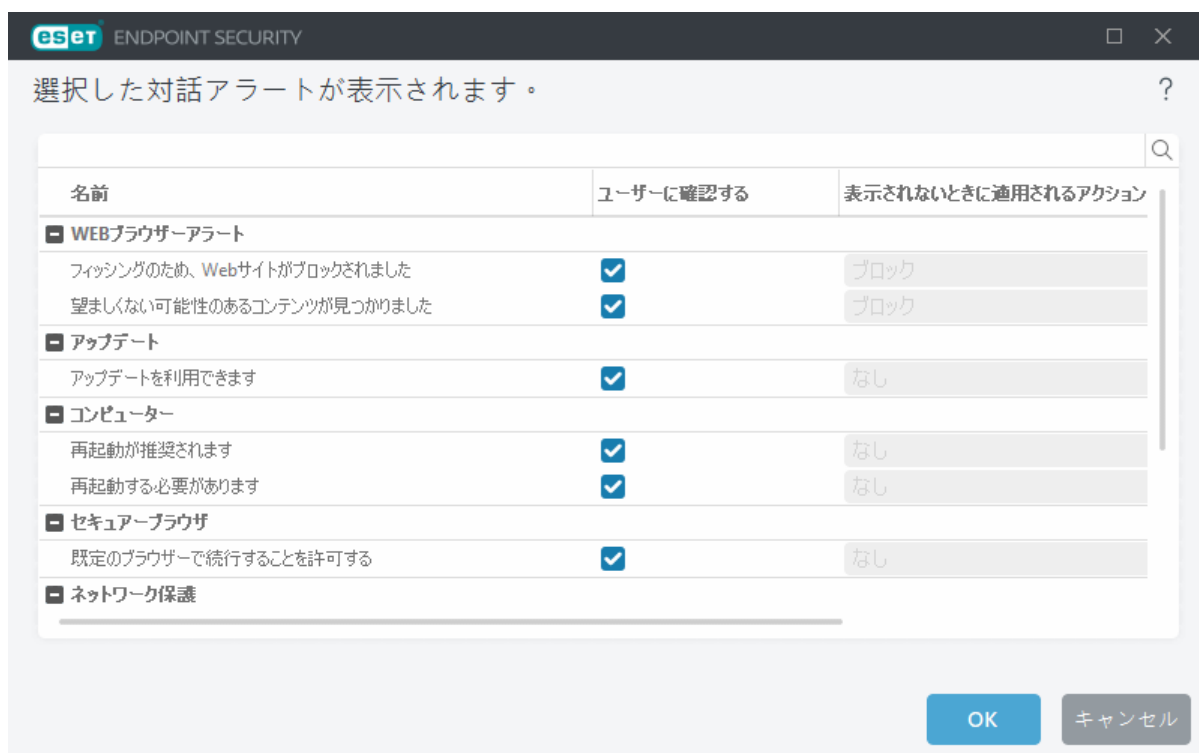 eset ENDPOINT SECURITY
選択した対話アラートが表示されます。
?
名前 ユーザーに確認する 表示されないときに適用されるアクション
WEBブラウザーアラート
フィッシングのため、Webサイトがブロックされました ブロック
望ましくない可能性のあるコンテンツが見つかりました ブロック
アップデート
アップデートを利用できます なし
コンピューター
再起動が推奨されます なし
再起動する必要があります なし
セキュアーブラウザ
既定のブラウザーで続行することを許可する なし
ネットワーク保護
OK キャンセル